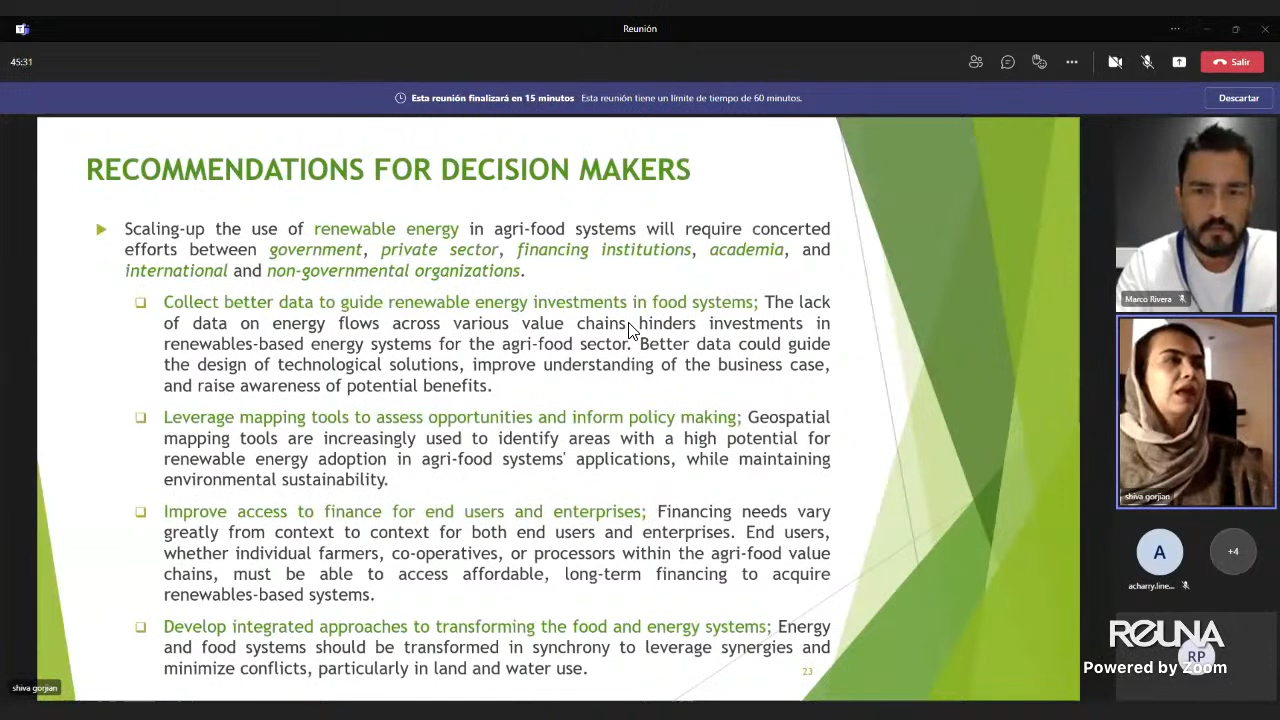 Reunión
45:31
Salir
Esta reunión finalizará en 15 minutos Esta reunión tiene un límite de tiempo de 60 minutos.
Descartar
RECOMMENDATIONS FOR DECISION MAKERS
Scaling-up the use of renewable energy in agri-food systems will require concerted
efforts between government, private sector, financing institutions, academia, and
international and non-governmental organizations.
Collect better data to guide renewable energy investments in food systems; The lack
of data on energy flows across various value chains hinders investments in
renewables-based energy systems for the agri-food sector. Better data could guide
the design of technological solutions, improve understanding of the business case,
and raise awareness of potential benefits.
Leverage mapping tools to assess opportunities and inform policy making; Geospatial
mapping tools are increasingly used to identify areas with a high potential for
renewable energy adoption in agri-food systems' applications, while maintaining
environmental sustainability.
Improve access to finance for end users and enterprises; Financing needs vary
greatly from context to context for both end users and enterprises. End users,
whether individual farmers, co-operatives, or processors within the agri-food value
chains, must be able to access affordable, long-term financing to acquire
renewables-based systems.
Develop integrated approaches to transforming the food and energy systems; Energy
and food systems should be transformed in synchrony to leverage synergies and
minimize conflicts, particularly in land and water use.
23
shiva gorjian
Marco Rivera
shiva gorjian
A
+4
acharry.line...
REUNA
RP
Powered by Zoom